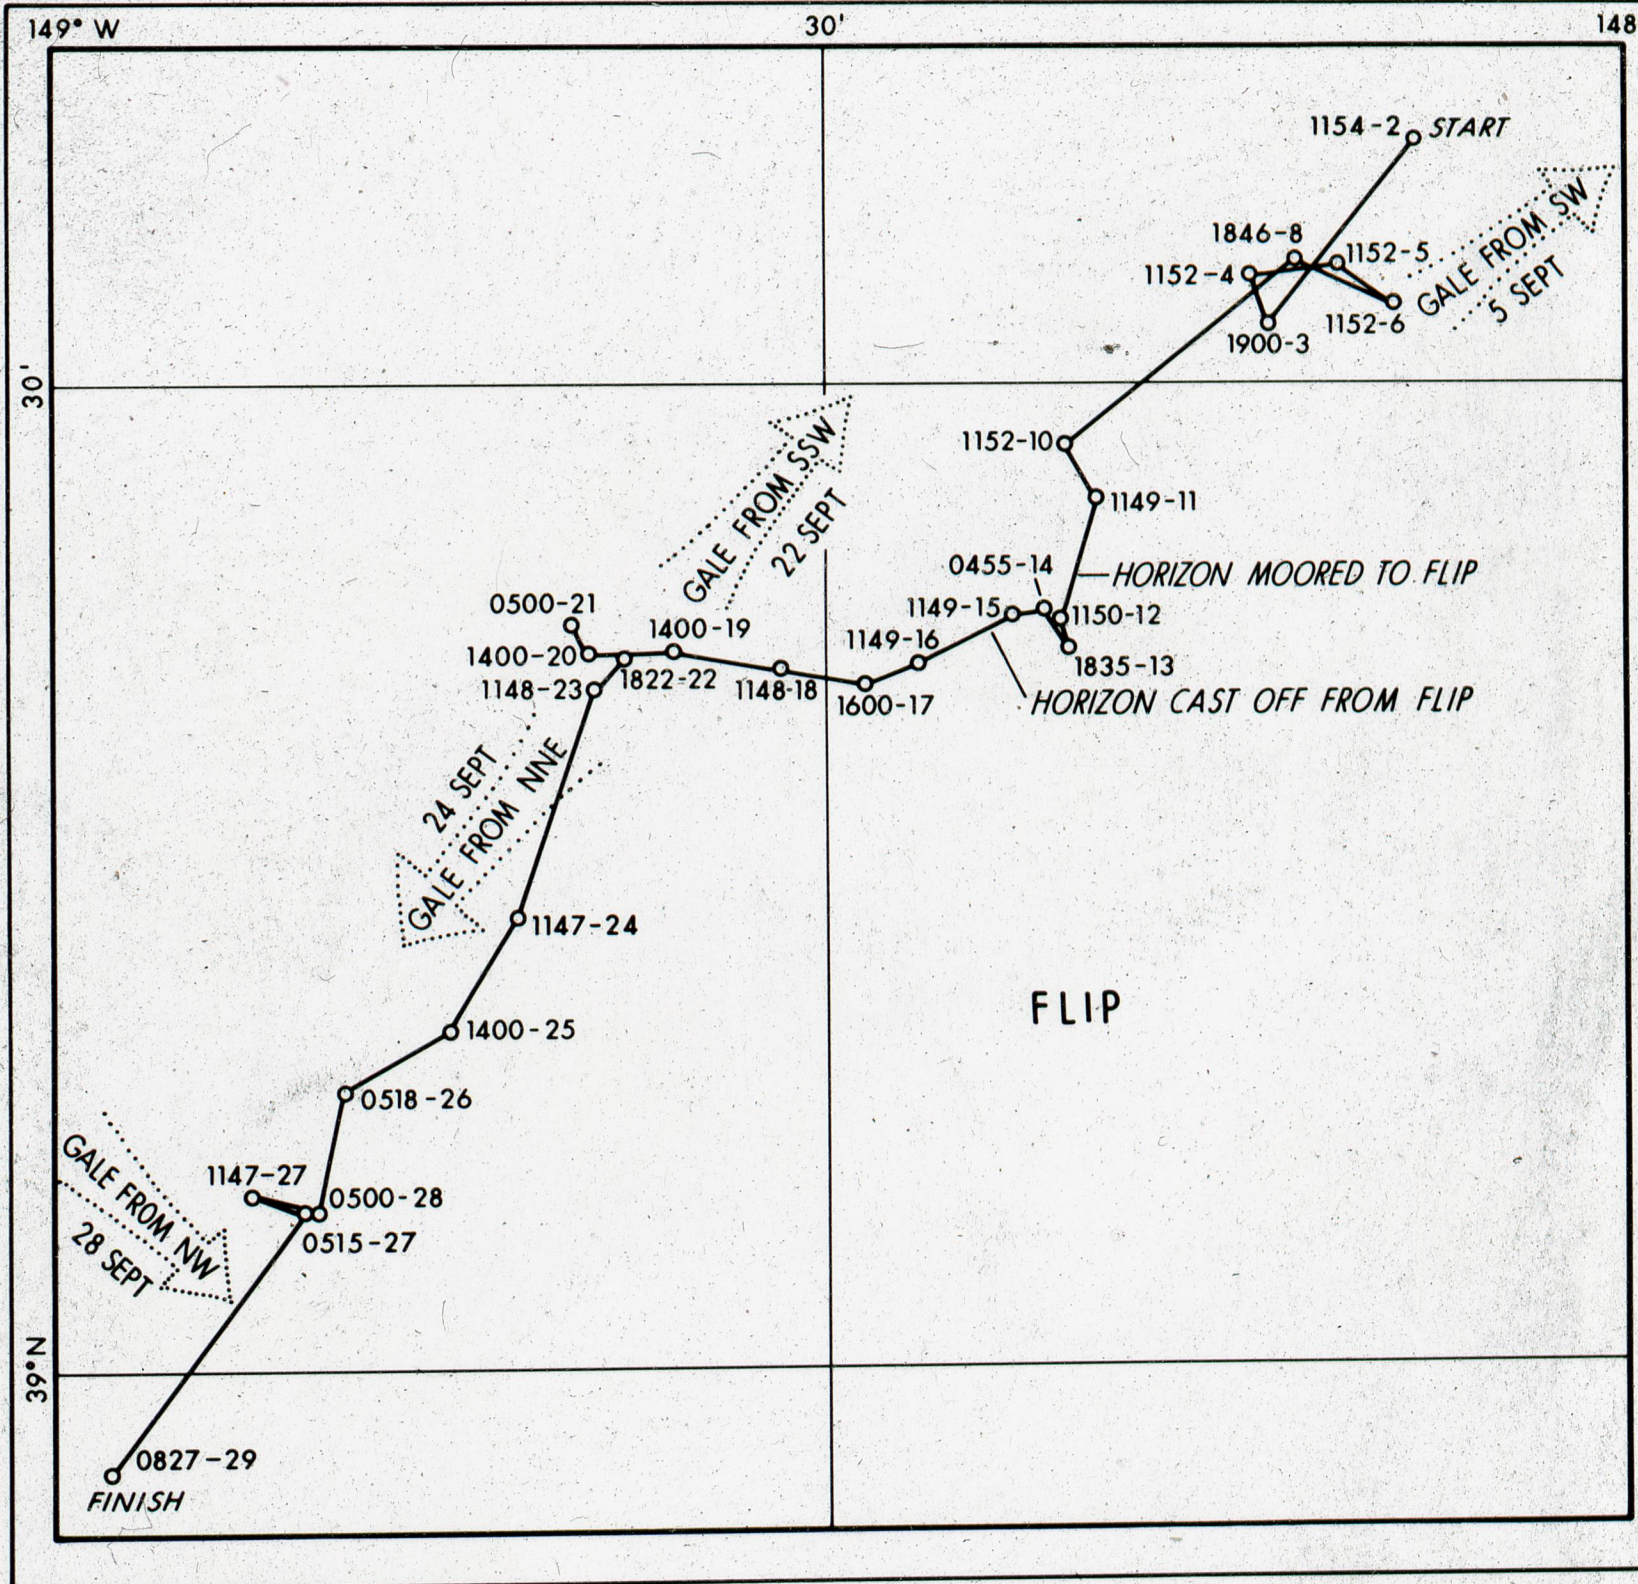 149° W
30'
148
1154-2 START
1846-8
1152-5
1152-4
GALE FROM SW
5 SEPT
1152-6
1900-3
30'
1152-10
GALE FROM SSW
22 SEPT
1149-11
0455-14
HORIZON MOORED TO FLIP
0500-21
1149-15
1150-12
1400-19
1149-16
1400-20
1835-13
1822-22
1148-23
1148-18
1600-17
HORIZON CAST OFF FROM FLIP
24 SEPT
GALE FROM NNE
1147-24
FLIP
1400-25
0518-26
GALE FROM NW
28 SEPT
1147-27
0500-28
0515-27
39° N
0827-29
FINISH